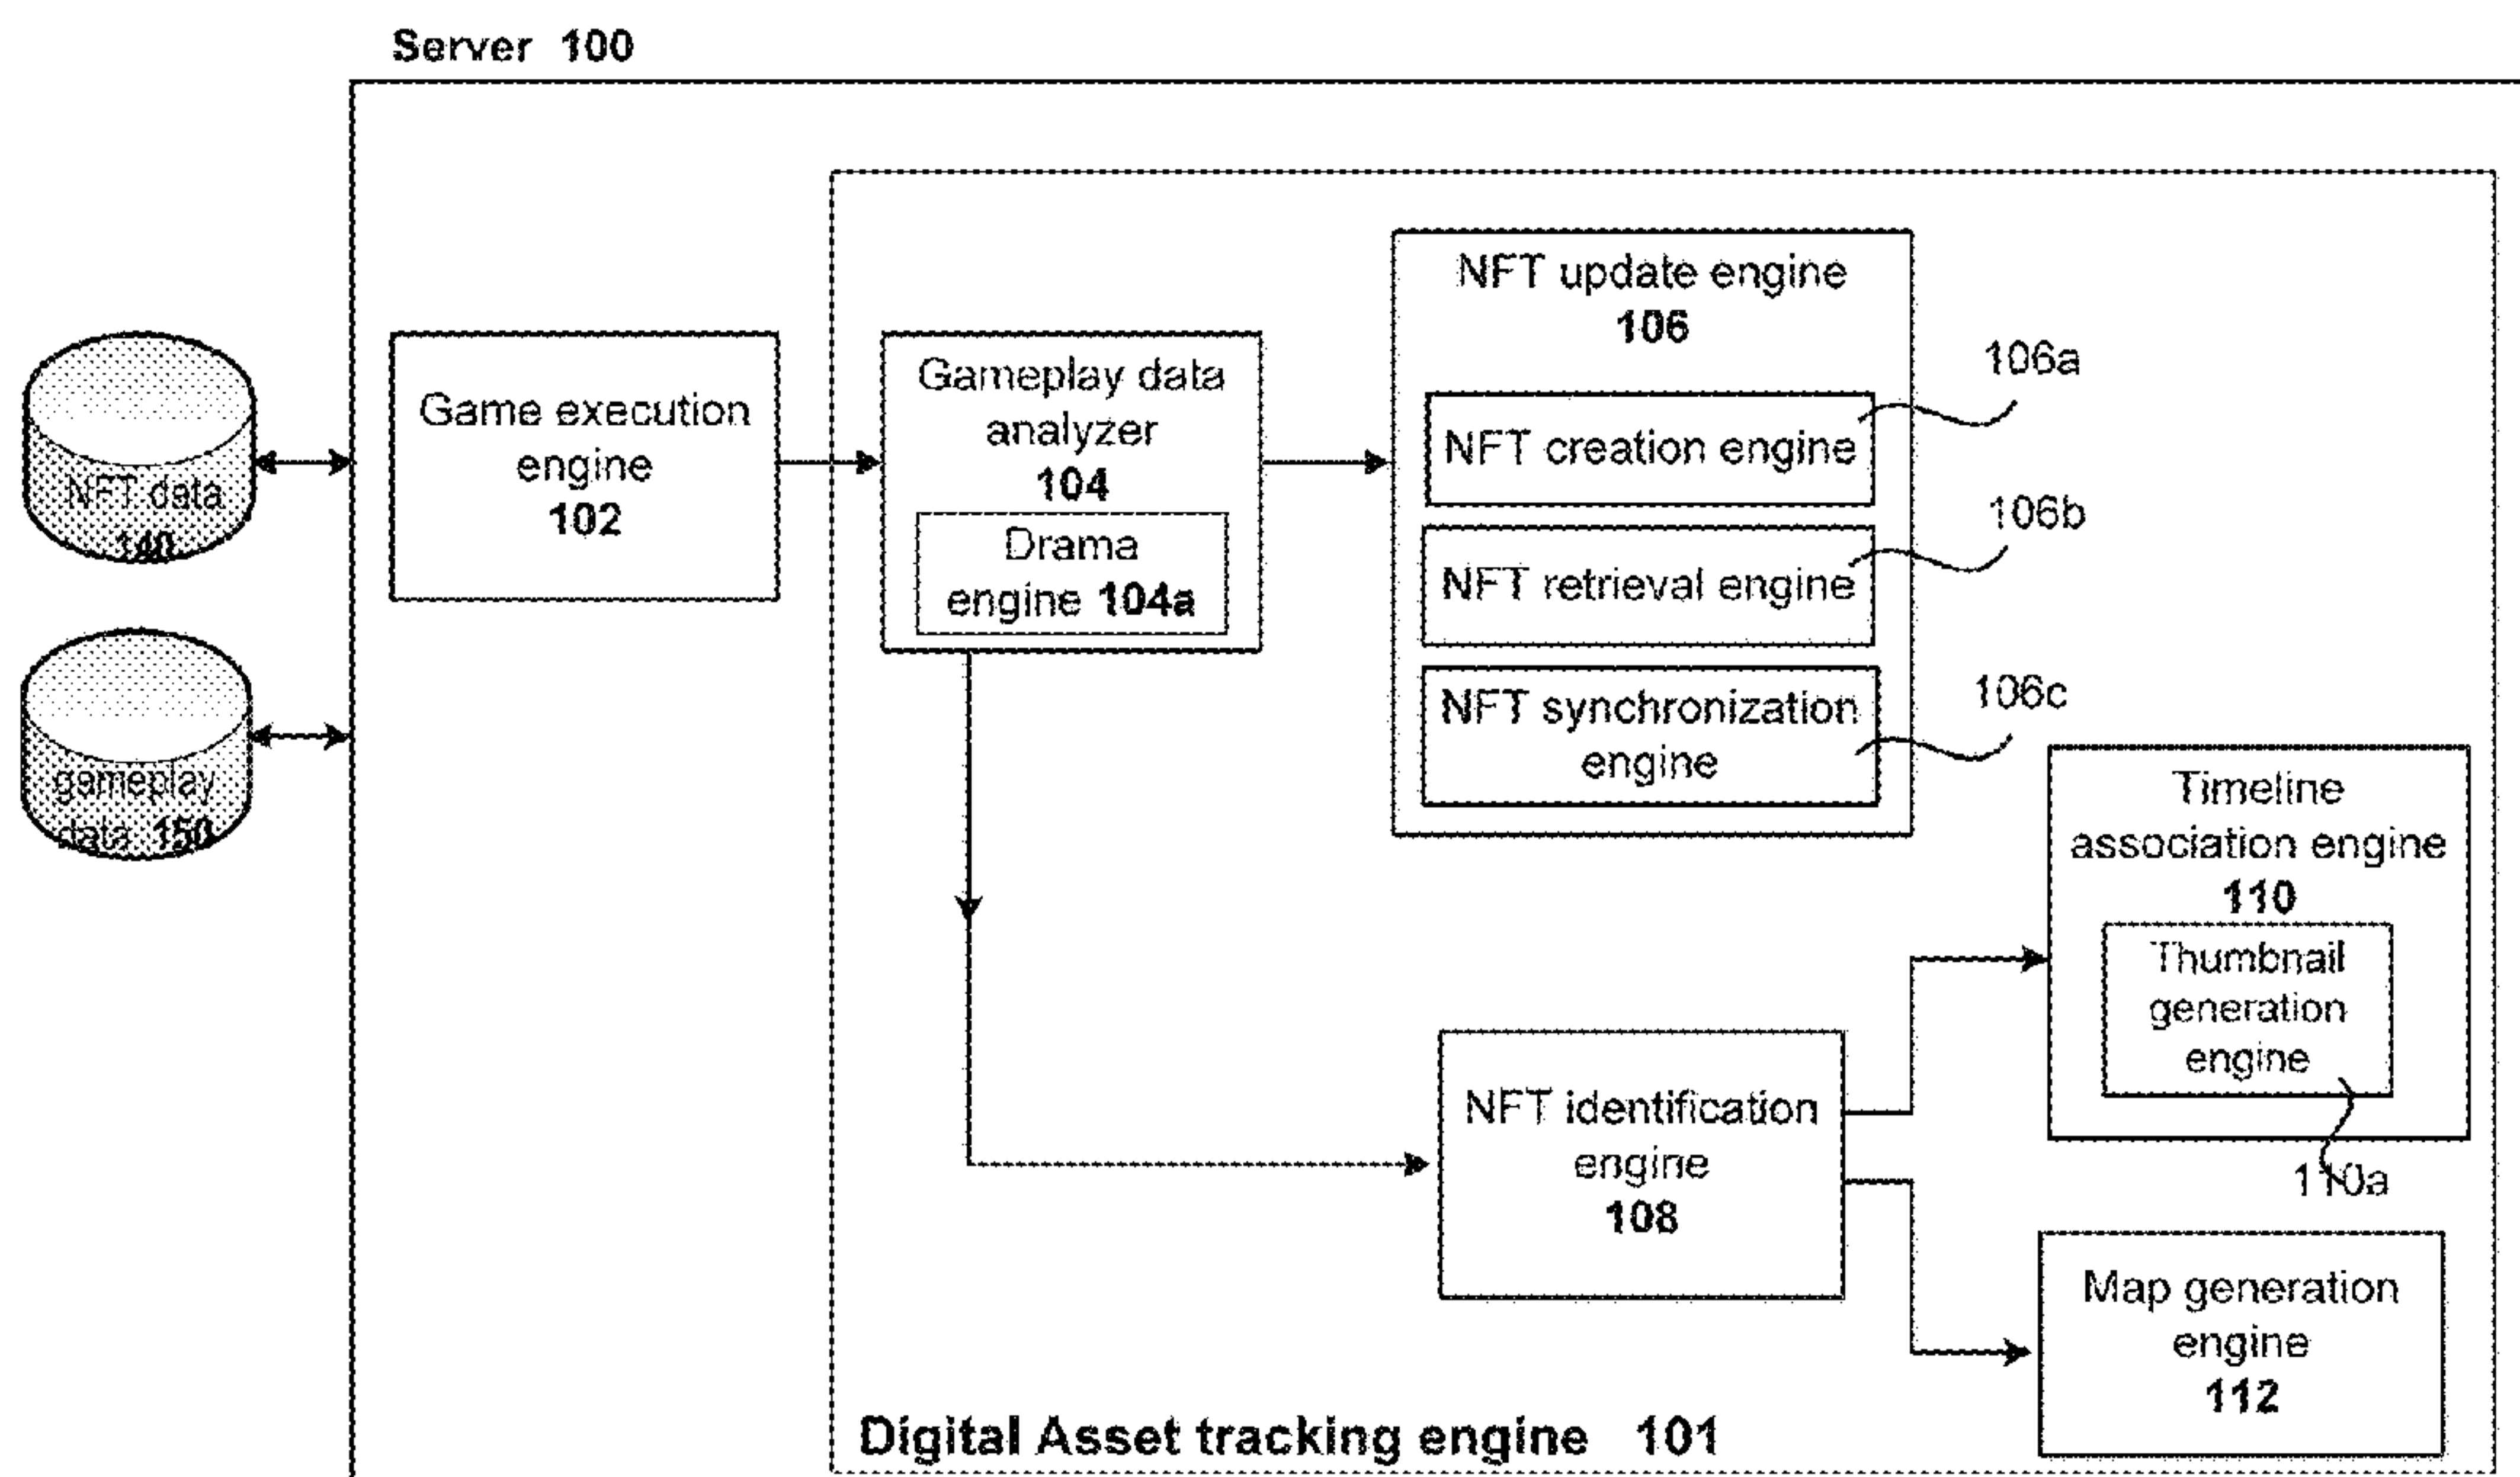 Server 100
NFT data
140
gameplay
data 150
Game execution
engine
102
Gameplay data
analyzer
104
Drama
engine 104a
NFT update engine
106
NFT creation engine
106a
NFT retrieval engine
106b
NFT synchronization
engine
106c
NFT identification
engine
108
Timeline
association engine
110
Thumbnail
generation
engine
110a
Map generation
engine
112
Digital Asset tracking engine 101